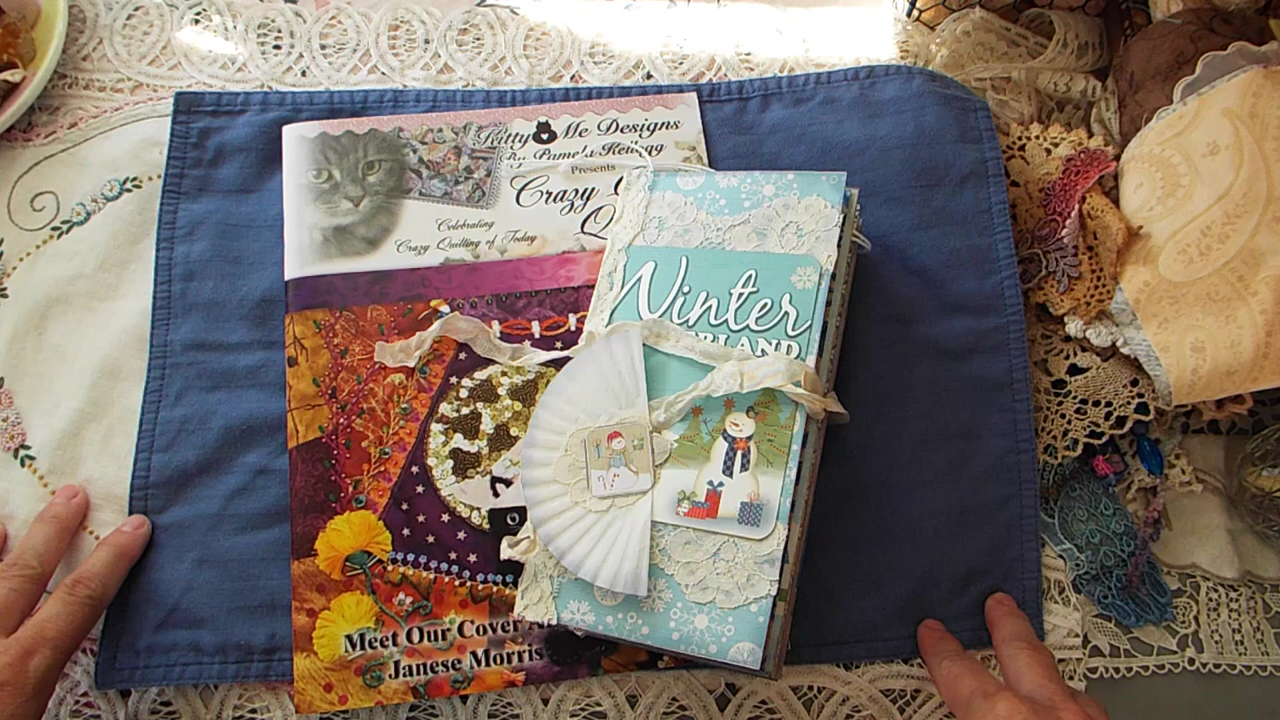 Kitty Me Designs
By Pamela Kellogg
Presents
Crazy
Q
Celebrating
Crazy Quilting of Today
Meet Our Cover
Janese Morris
Winter